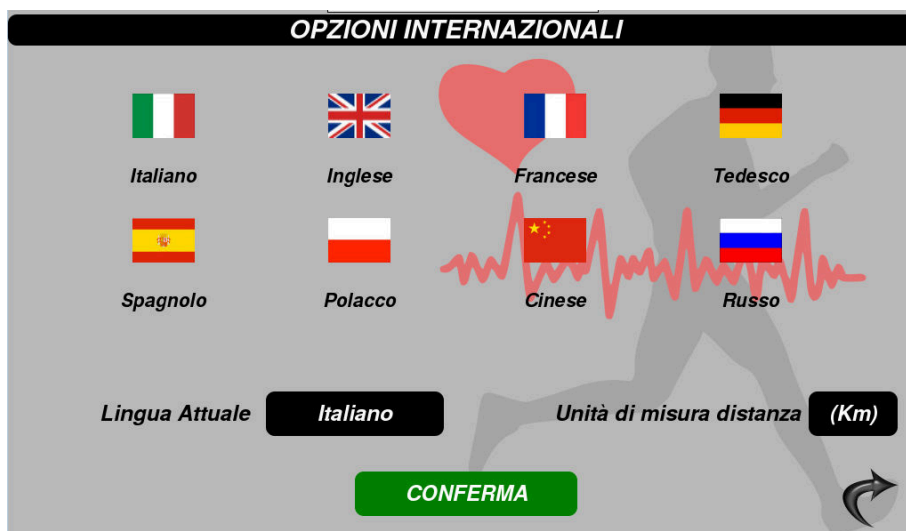 OPZIONI INTERNAZIONALI
Italiano Inglese Francese Tedesco
Spagnolo Polacco Cinese Russo
Lingua Attuale Italiano Unità di misura distanza (Km)
CONFERMA